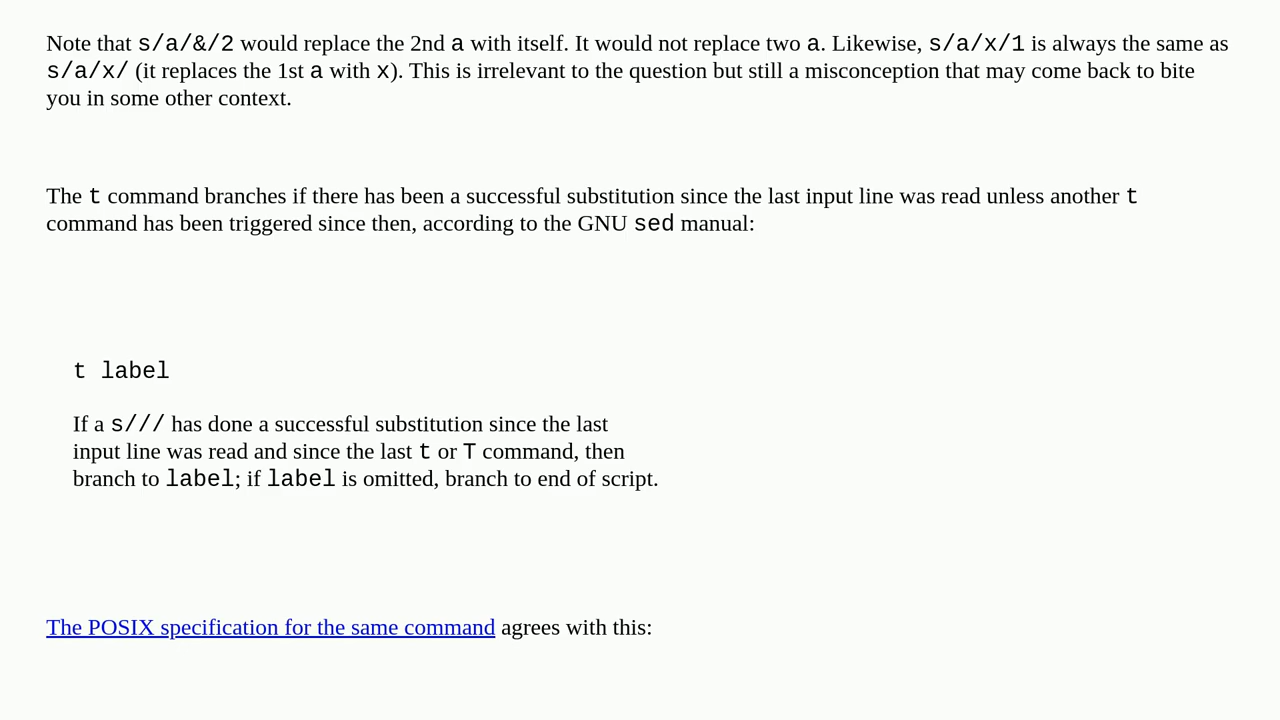 Note that s/a/&/2 would replace the 2nd a with itself. It would not replace two a. Likewise, s/a/x/1 is always the same as
s/a/x/ (it replaces the 1st a with x). This is irrelevant to the question but still a misconception that may come back to bite
you in some other context.
The t command branches if there has been a successful substitution since the last input line was read unless another t
command has been triggered since then, according to the GNU sed manual:
t label
If a s/// has done a successful substitution since the last
input line was read and since the last t or T command, then
branch to label; if label is omitted, branch to end of script.
The POSIX specification for the same command agrees with this: